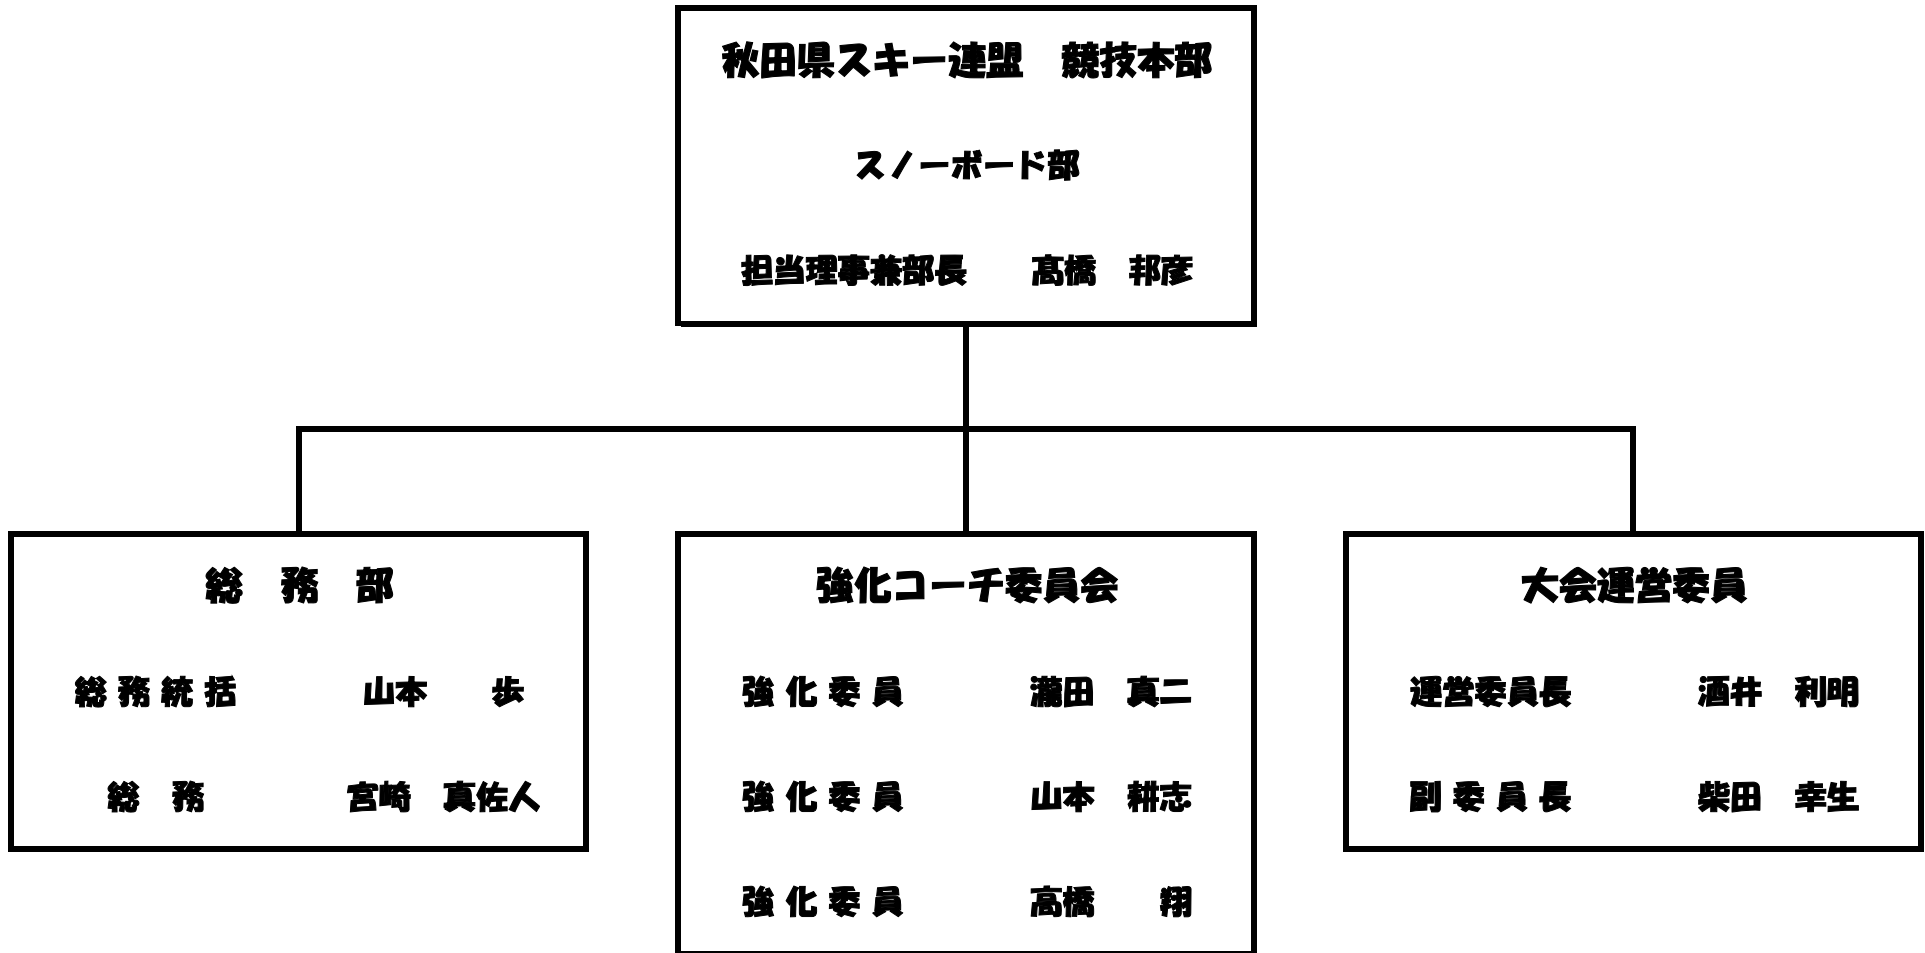 秋田県スキー連盟　競技本部
スノーボード部
担当理事兼部長　　髙橋　邦彦
総　務　部
総 務 統 括　　山本　　歩
総　務　　宮崎　真佐人
強化コーチ委員会
強 化 委 員　　瀧田　真二
強 化 委 員　　山本　耕志
強 化 委 員　　高橋　　翔
大会運営委員
運営委員長　　酒井　利明
副 委 員 長　　柴田　幸生